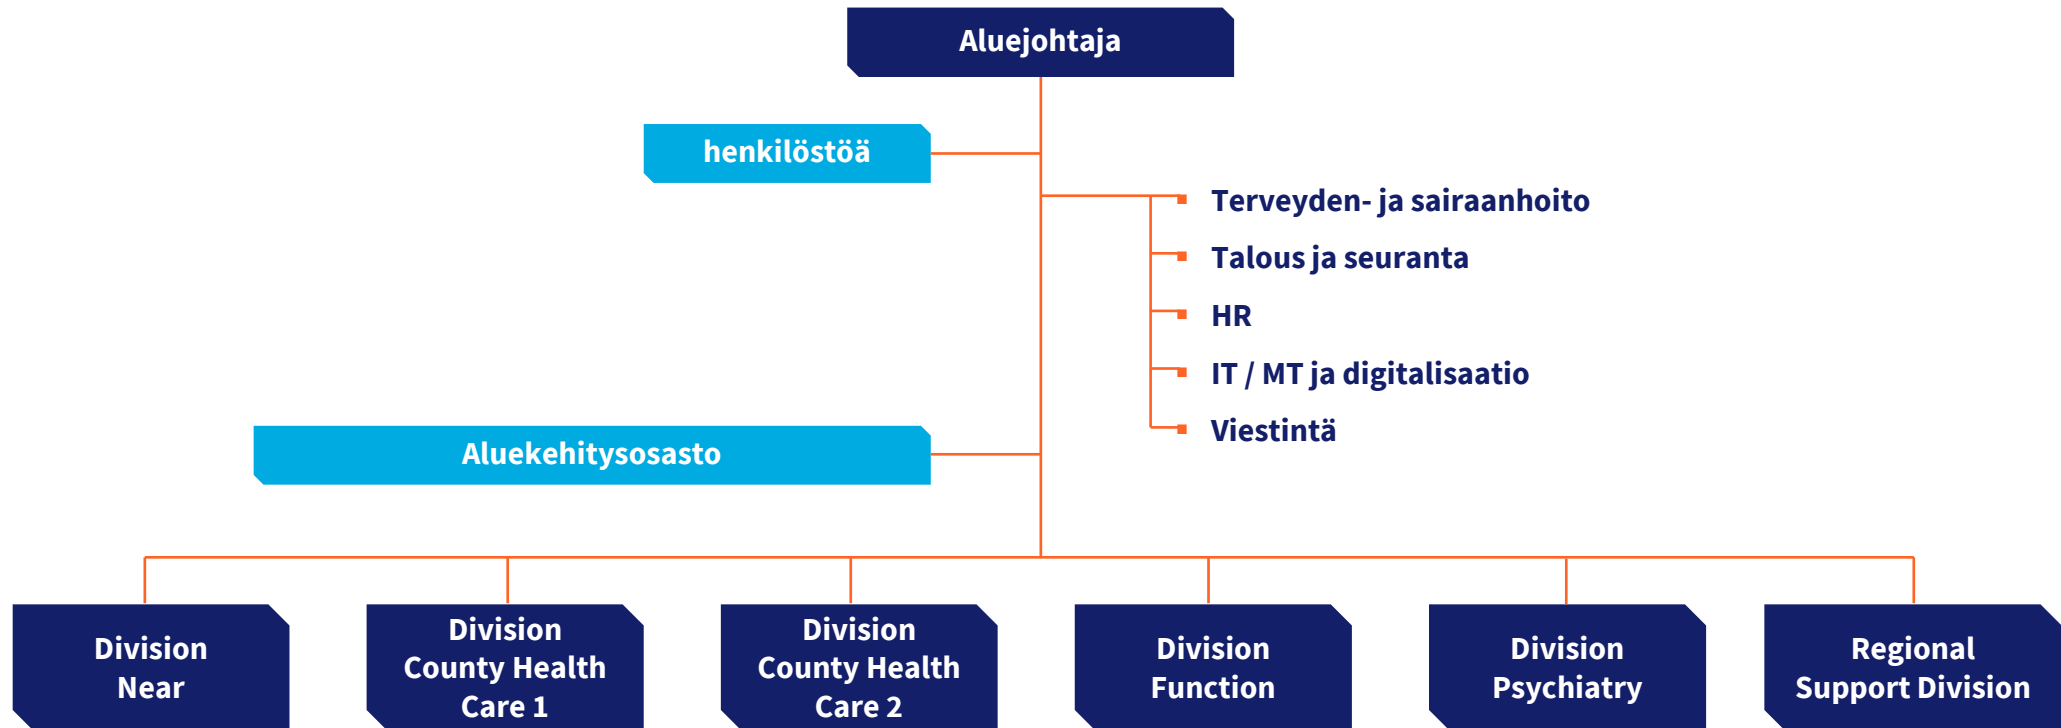 Aluejohtaja
henkilöstöä
Terveyden- ja sairaanhoito
Talous ja seuranta
HR
IT / MT ja digitalisaatio
Viestintä
Aluekehitysosasto
Division
Near
Division
County Health
Care 1
Division
County Health
Care 2
Division
Function
Division
Psychiatry
Regional
Support Division